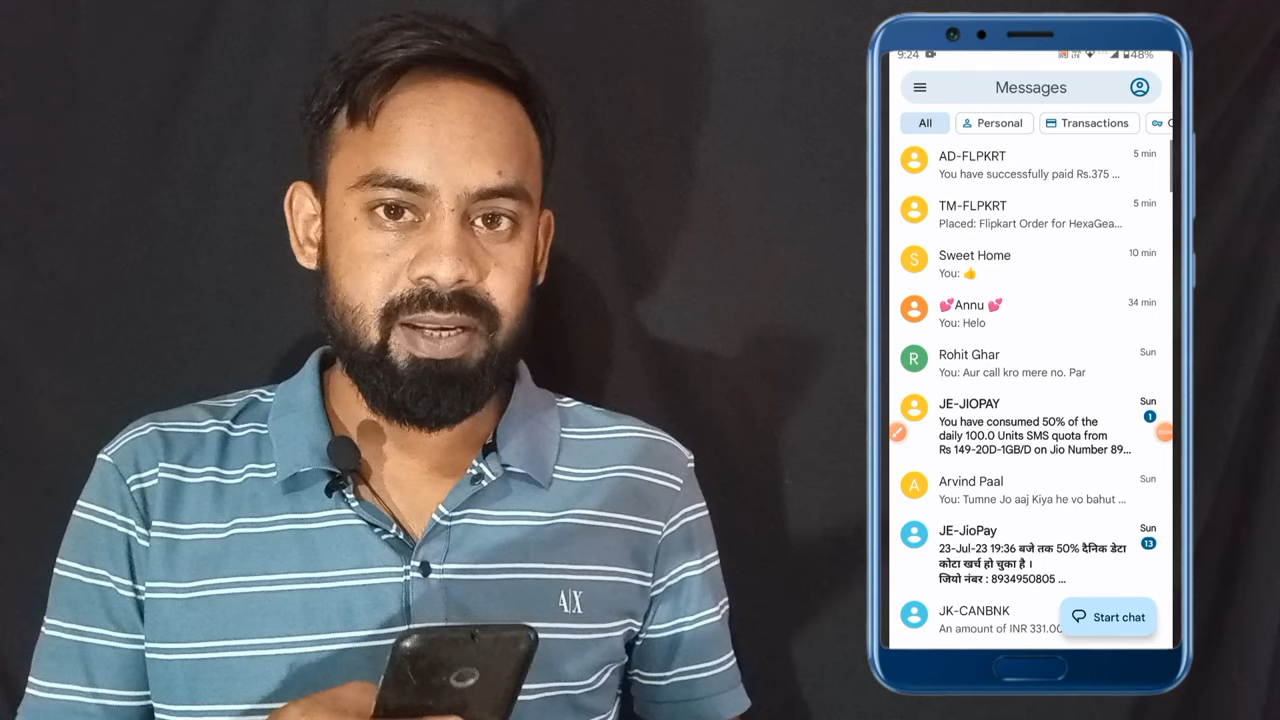 9:24
48%
Messages
All
Personal
Transactions
AD-FLPKRT
5 min
You have successfully paid Rs.375 ...
TM-FLPKRT
5 min
Placed: Flipkart Order for HexaGea...
S
Sweet Home
10 min
You: 👍
💕Annu 💕
34 min
You: Helo
R
Rohit Ghar
Sun
You: Aur call kro mere no. Par
JE-JIOPAY
Sun
You have consumed 50% of the
1
daily 100.0 Units SMS quota from
Rs 149-20D-1GB/D on Jio Number 89...
A
Arvind Paal
Sun
You: Tumne Jo aaj Kiya he vo bahut ...
JE-JioPay
Sun
23-Jul-23 19:36 बजे तक 50% दैनिक डेटा
13
कोटा खर्च हो चुका है ।
जियो नंबर : 8934950805 ...
JK-CANBNK
An amount of INR 331.00
Start chat
A|X